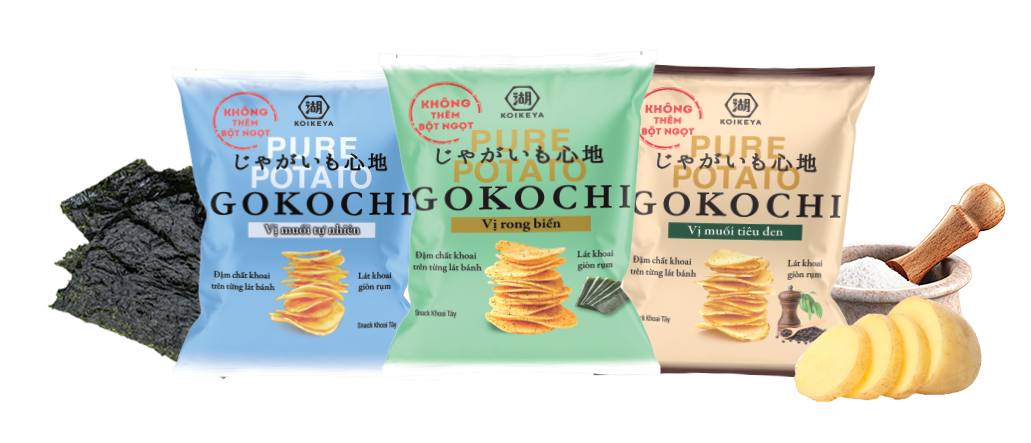 KHÔNG
THÊM
BỘT NGỌT
湖
KOIKEYA
PURE
じゃがいも心地
POTATO
GOKOCHI
Vị muối tự nhiên
Đậm chất khoai
trên từng lát bánh
Lát khoai
giòn rụm
Snack Khoai Tây
KHÔNG
THÊM
BỘT NGỌT
湖
KOIKEYA
PURE
じゃがいも心地
POTATO
GOKOCHI
Vị rong biển
Đậm chất khoai
trên từng lát bánh
Lát khoai
giòn rụm
Snack Khoai Tây
KHÔNG
THÊM
BỘT NGỌT
湖
KOIKEYA
PURE
じゃがいも心地
POTATO
GOKOCHI
Vị muối tiêu đen
Đậm chất khoai
trên từng lát bánh
Lát khoai
giòn rụm
Snack Khoai Tây